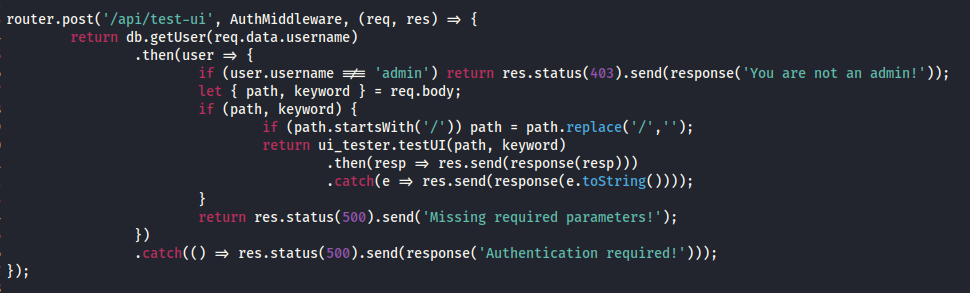 router.post('/api/test-ui', AuthMiddleware, (req, res) => {
        return db.getUser(req.data.username)
                .then(user => {
                        if (user.username !== 'admin') return res.status(403).send(response('You are not an admin!'));
                        let { path, keyword } = req.body;
                        if (path, keyword) {
                                if (path.startsWith('/')) path = path.replace('/','');
                                return ui_tester.testUI(path, keyword)
                                        .then(resp => res.send(response(resp)))
                                        .catch(e => res.send(response(e.toString())));
                        }
                        return res.status(500).send('Missing required parameters!');
                })
                .catch(() => res.status(500).send(response('Authentication required!')));
});